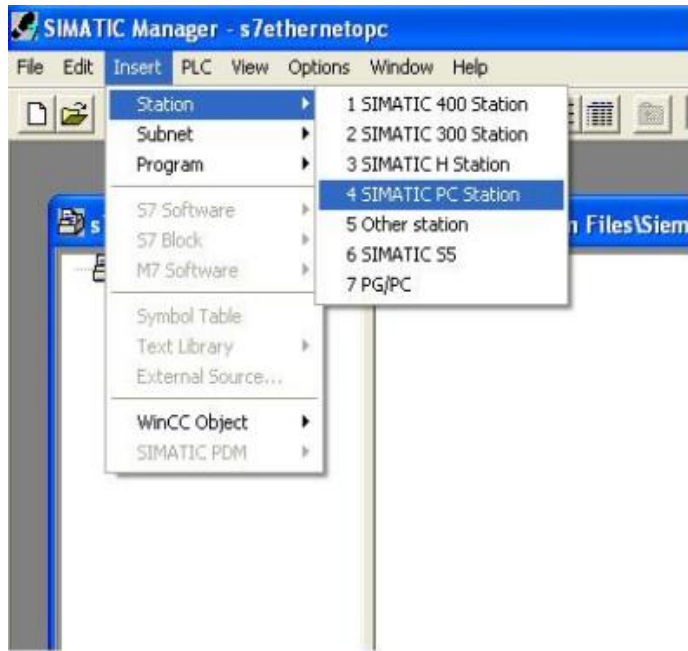 SIMATIC Manager - s7ethernetopc
File Edit Insert PLC View Options Window Help
Station
Subnet
Program
S7 Software
S7 Block
M7 Software
Symbol Table
Text Library
External Source...
WinCC Object
SIMATIC PDM
1 SIMATIC 400 Station
2 SIMATIC 300 Station
3 SIMATIC H Station
4 SIMATIC PC Station
5 Other station
6 SIMATIC S5
7 PG/PC
Files\Siem